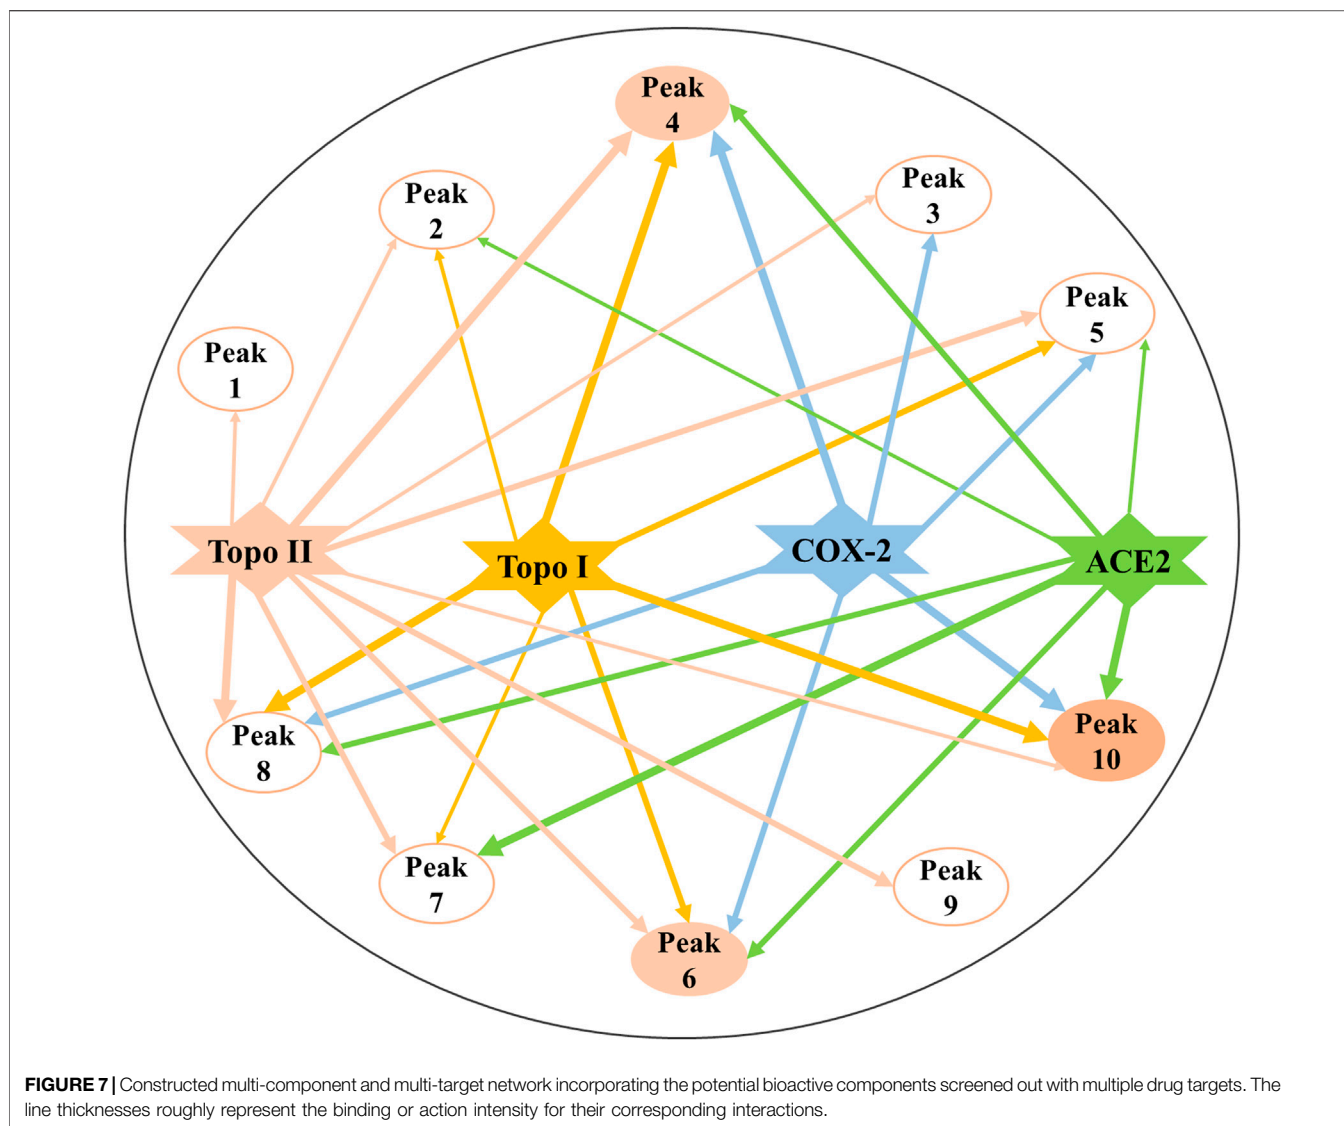 Peak
4
Peak
3
Peak
2
Peak
5
Peak
1
Topo II
Topo I
COX-2
ACE2
Peak
8
Peak
10
Peak
7
Peak
9
Peak
6
FIGURE 7 | Constructed multi-component and multi-target network incorporating the potential bioactive components screened out with multiple drug targets. The
line thicknesses roughly represent the binding or action intensity for their corresponding interactions.